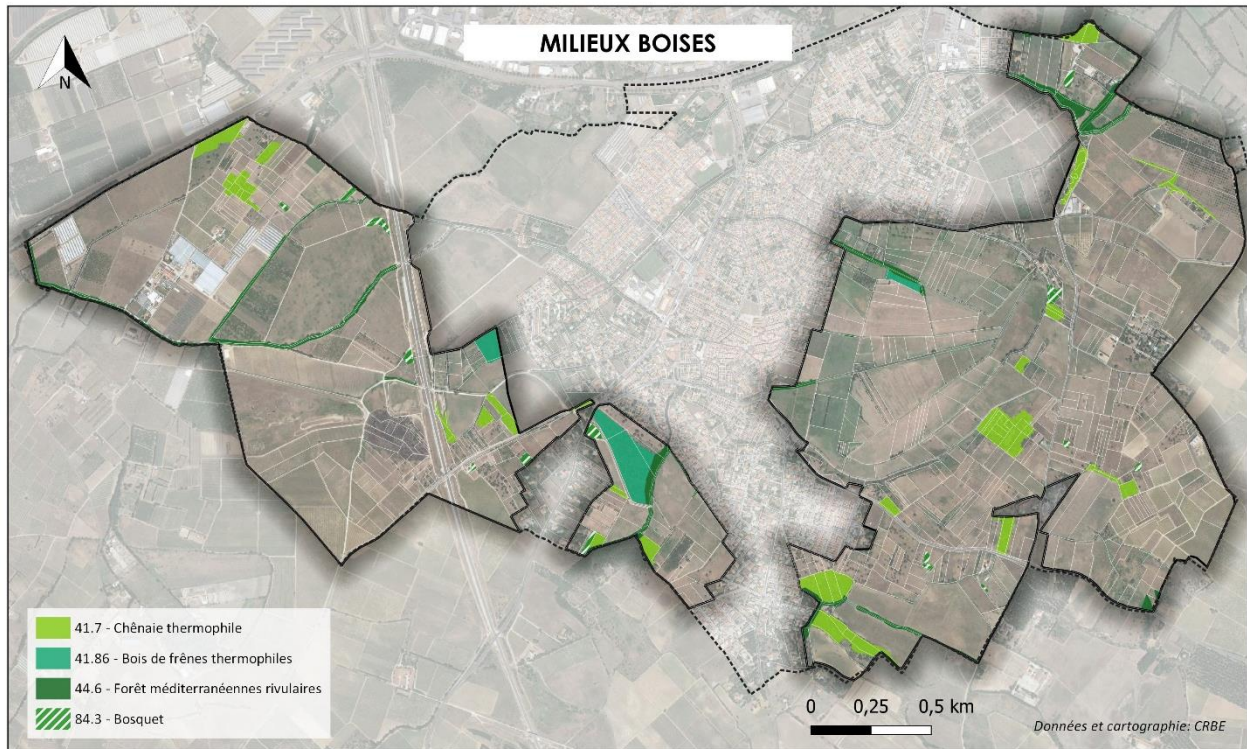 MILIEUX BOISES
N
41.7 - Chênaie thermophile
41.86 - Bois de frênes thermophiles
44.6 - Forêt méditerranéennes rivulaires
84.3 - Bosquet
0 0,25 0,5 km
Données et cartographie: CRBE